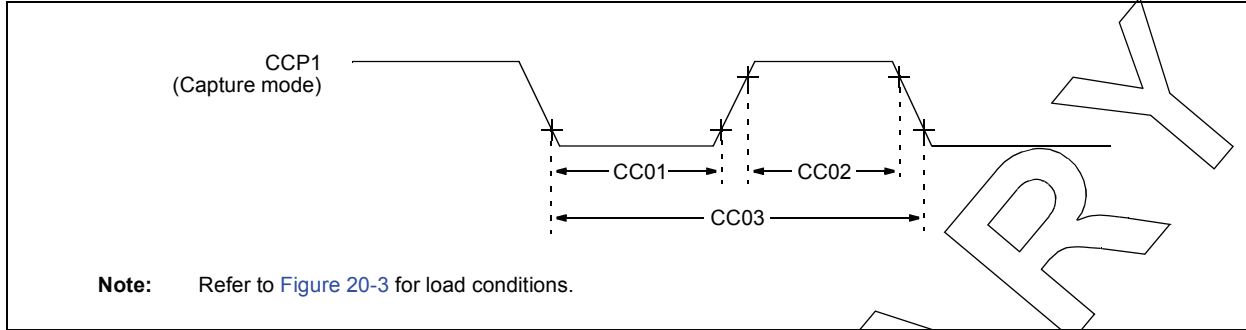 CCP1
(Capture mode)
CC01 CC02
CC03
Note: Refer to Figure 20-3 for load conditions.
R Y